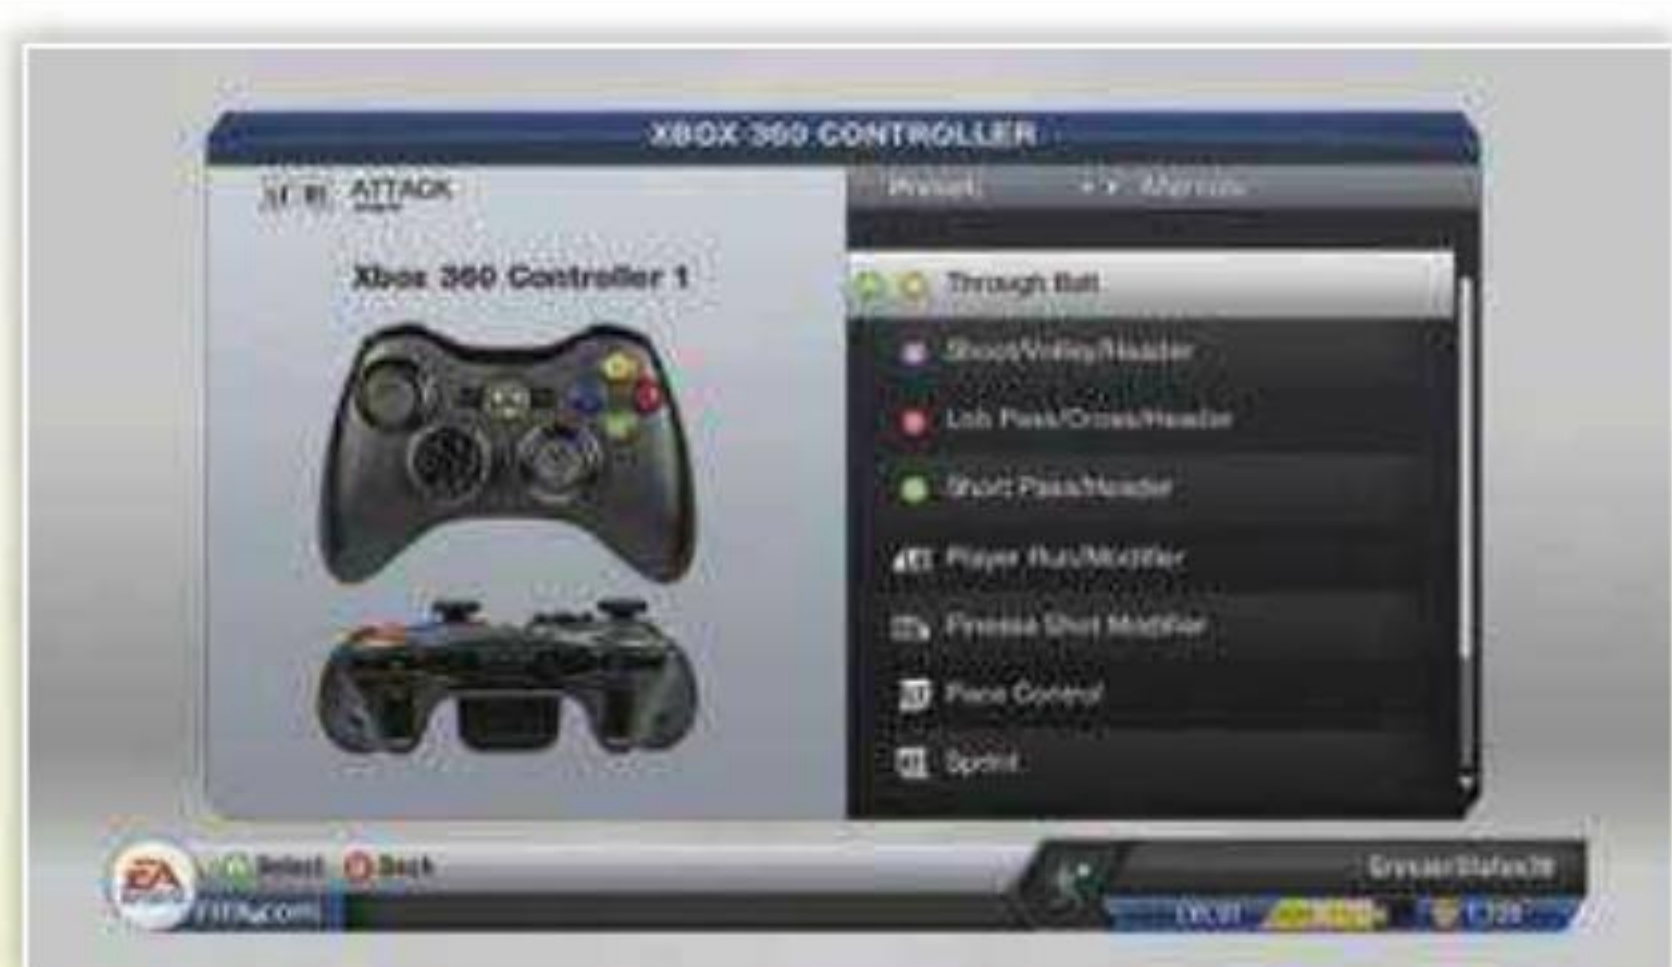 XBOX 360 CONTROLLER
ATTACK
Preset:
Xbox 360 Controller 1
Through Ball
Shoot/Volley/Header
Lob Pass/Cross/Header
Short Pass/Header
Player Run/Modifier
Finesse Shot Modifier
Pace Control
Sprint
Select Back
EA
FIFA.com